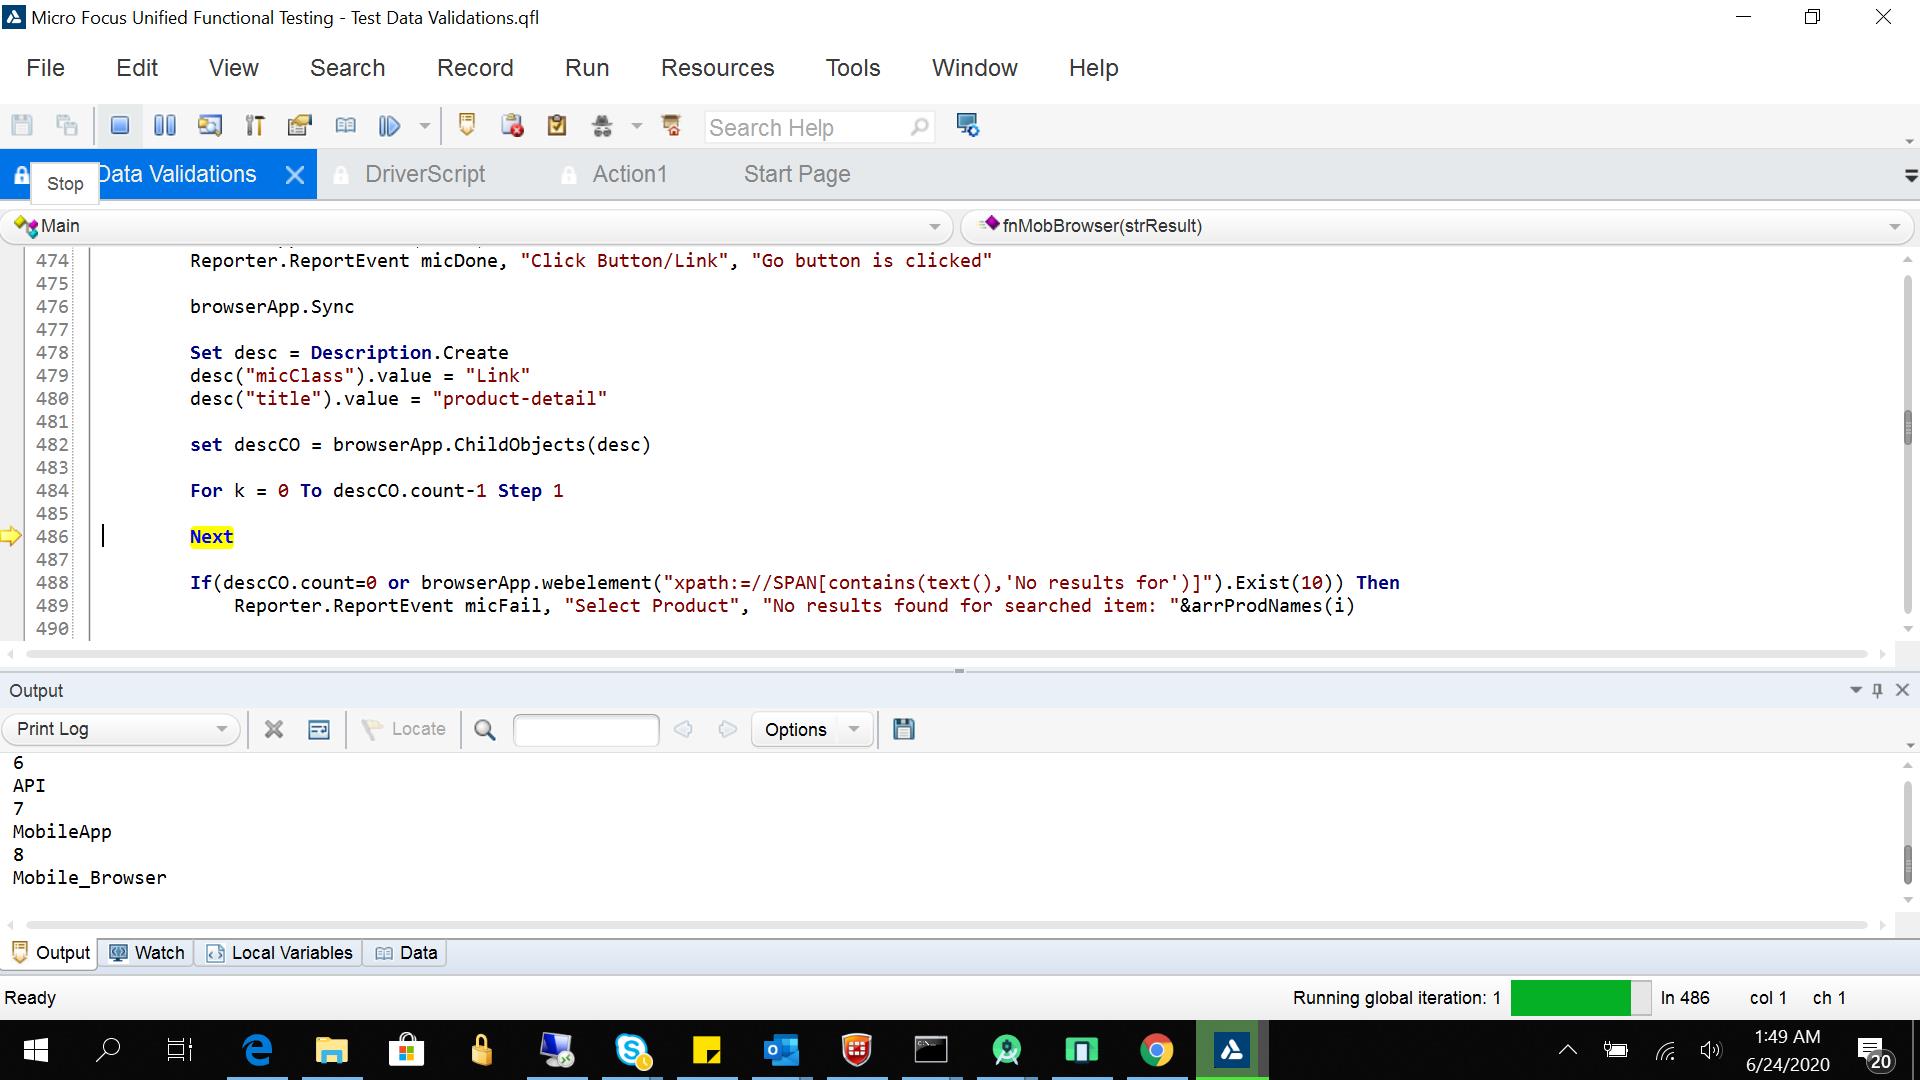 Micro Focus Unified Functional Testing - Test Data Validations.qfl
File Edit View Search Record Run Resources Tools Window Help
Search Help
Data Validations DriverScript Action1 Start Page
Stop
Main fnMobBrowser(strResult)
474 Reporter.ReportEvent micDone, "Click Button/Link", "Go button is clicked"
475
476 browserApp.Sync
477
478 Set desc = Description.Create
479 desc("micClass").value = "Link"
480 desc("title").value = "product-detail"
481
482 set descCO = browserApp.ChildObjects(desc)
483
484 For k = 0 To descCO.count-1 Step 1
485
486 Next
487
488 If(descCO.count=0 or browserApp.webelement("xpath:=//SPAN[contains(text(),'No results for')]").Exist(10)) Then
489 Reporter.ReportEvent micFail, "Select Product", "No results found for searched item: "&arrProdNames(i)
490
Output
Print Log Locate Options
6
API
7
MobileApp
8
Mobile_Browser
Output Watch Local Variables Data
Ready Running global iteration: 1 ln 486 col 1 ch 1
1:49 AM
6/24/2020
20